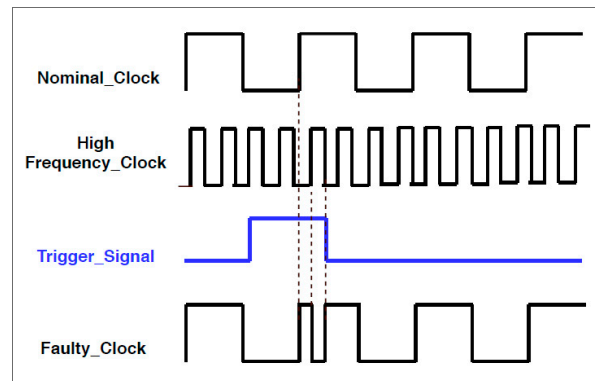 Nominal_Clock
High
Frequency_Clock
Trigger_Signal
Faulty_Clock